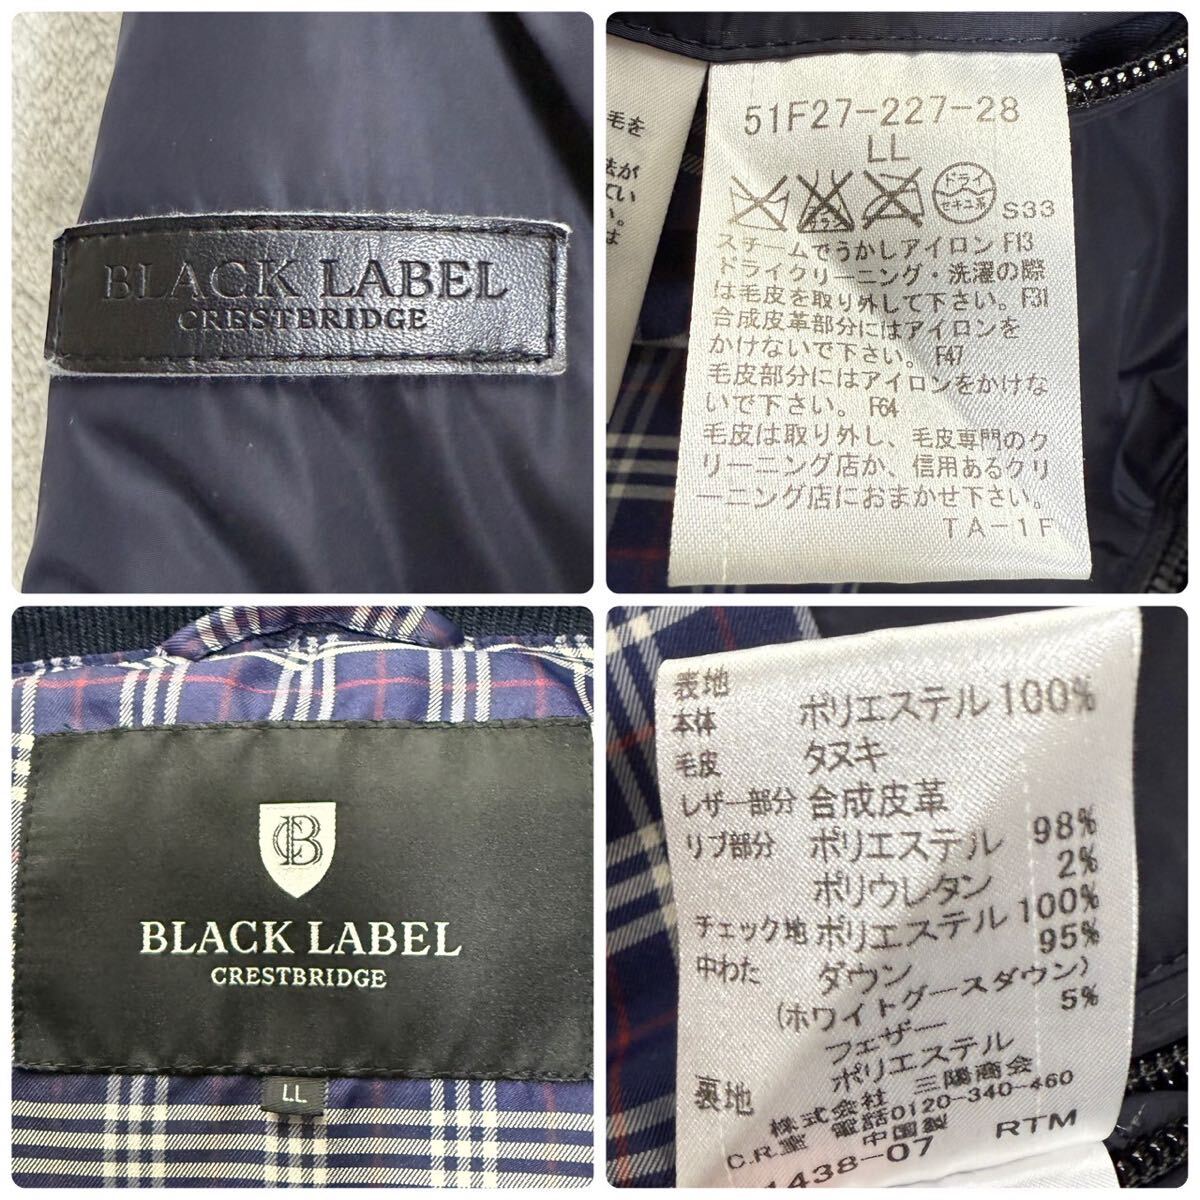 BLACK LABEL
CRESTBRIDGE
毛を
法が
てい
い。
は
51F27-227-28
LL
ドライ
セキユ系
S33
スチームでうかしアイロン F13
ドライクリーニング・洗濯の際
は毛皮を取り外して下さい。F31
合成皮革部分にはアイロンを
かけないで下さい。 F47
毛皮部分にはアイロンをかけな
いで下さい。 F64
毛皮は取り外し、毛皮専門のク
リーニング店か、信用あるクリ
ーニング店におまかせ下さい。
TA-1F
CB
BLACK LABEL
CRESTBRIDGE
LL
表地
本体 ポリエステル 100%
毛皮 タヌキ
レザー部分 合成皮革
リブ部分 ポリエステル 98%
ポリウレタン 2%
チェック地 ポリエステル 100%
中わた ダウン 95%
(ホワイトグースダウン)
フェザー 5%
裏地 ポリエステル
株式会社 三陽商会
C.R室 電話0120-340-460
中国製 RTM
1438-07